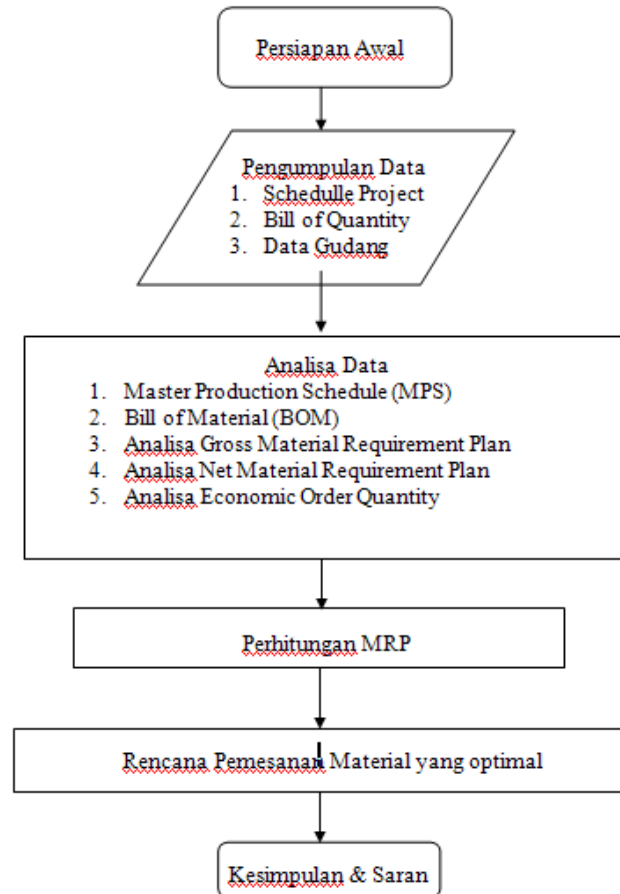 Persiapan Awal
Pengumpulan Data
1. Schedulle Project
2. Bill of Quantity
3. Data Gudang
Analisa Data
1. Master Production Schedule (MPS)
2. Bill of Material (BOM)
3. Analisa Gross Material Requirement Plan
4. Analisa Net Material Requirement Plan
5. Analisa Economic Order Quantity
Perhitungan MRP
Rencana Pemesanan Material yang optimal
Kesimpulan & Saran